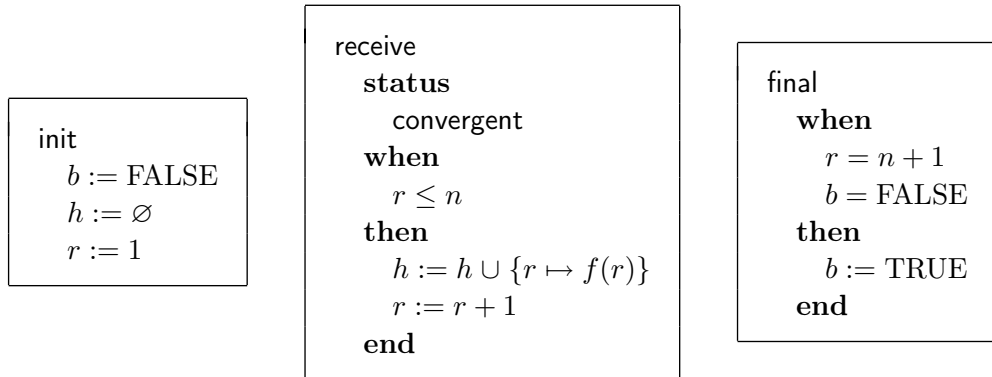 init
b := FALSE
h := ∅
r := 1
receive
status
convergent
when
r ≤ n
then
h := h ∪ {r ↦ f(r)}
r := r + 1
end
final
when
r = n + 1
b = FALSE
then
b := TRUE
end